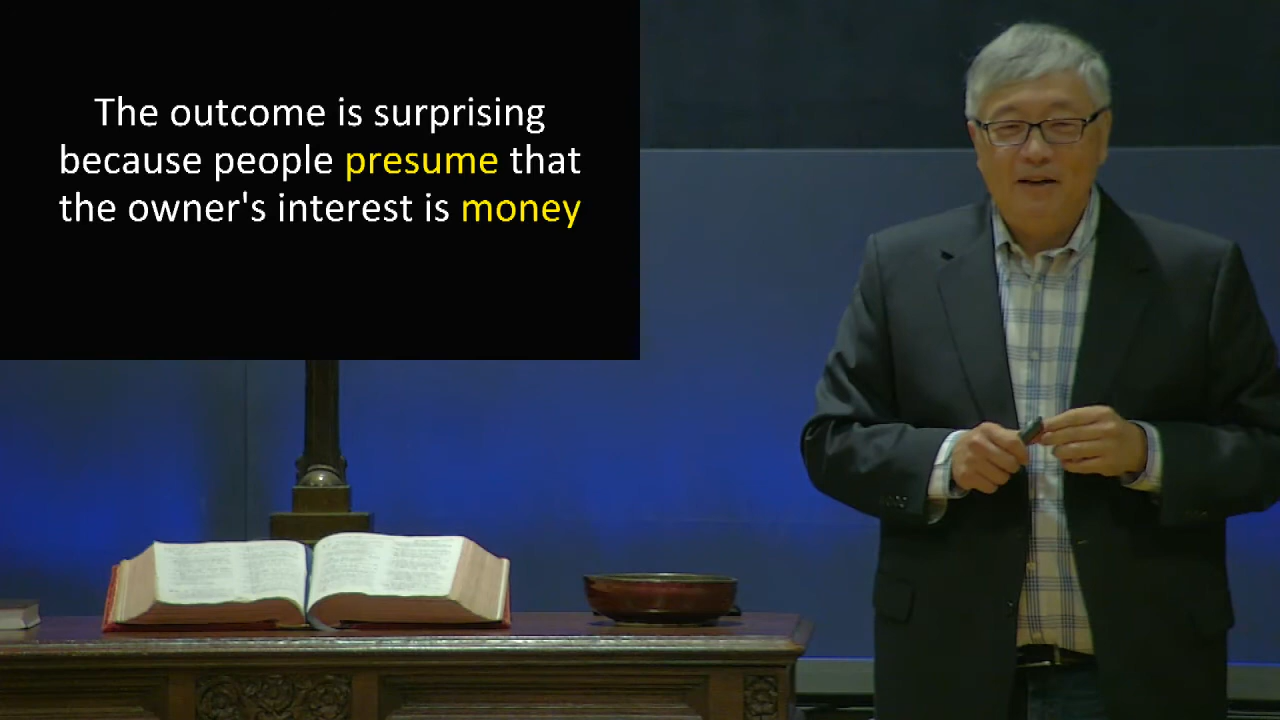 The outcome is surprising
because people presume that
the owner's interest is money